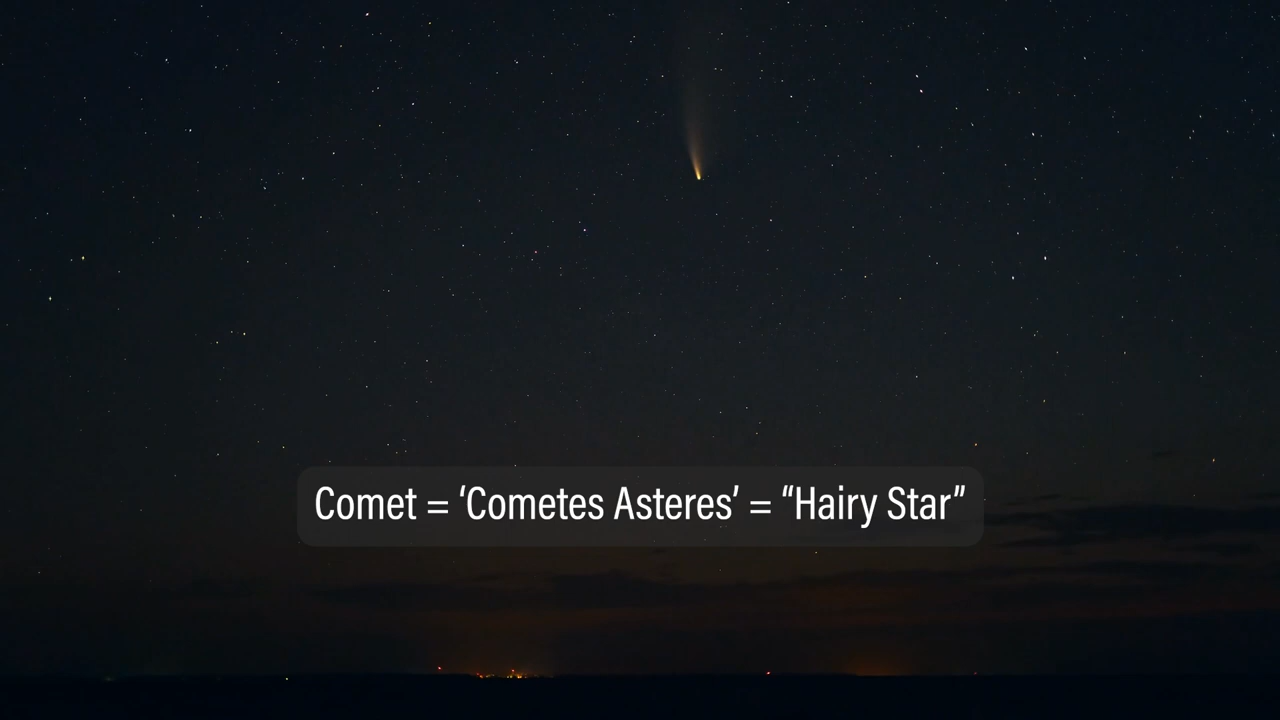 Comet = ‘Cometes Asteres’ = “Hairy Star”